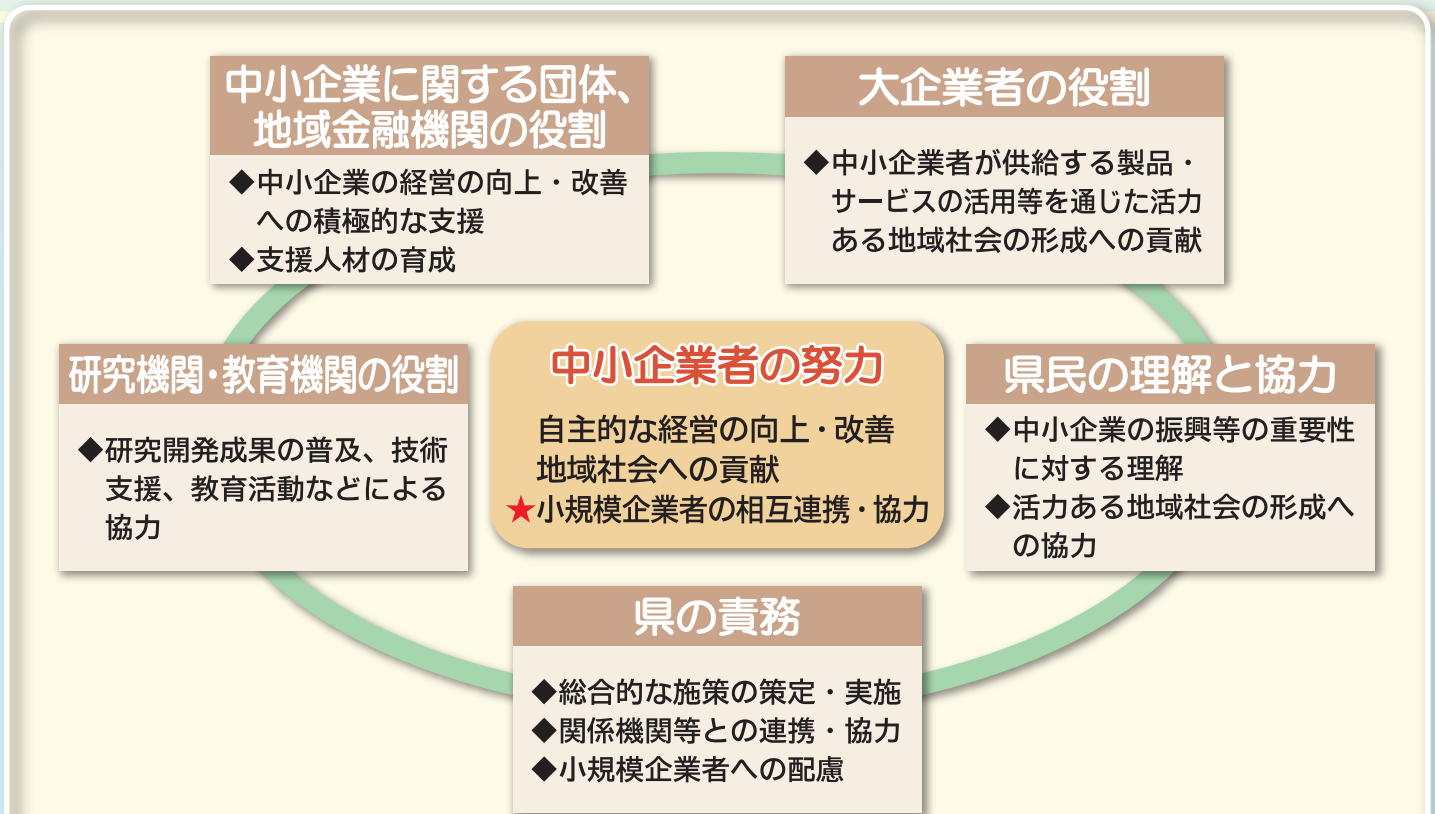 中小企業に関する団体、
地域金融機関の役割
◆中小企業の経営の向上・改善
への積極的な支援
◆支援人材の育成
大企業者の役割
◆中小企業者が供給する製品・
サービスの活用等を通じた活力
ある地域社会の形成への貢献
研究機関・教育機関の役割
◆研究開発成果の普及、技術
支援、教育活動などによる
協力
中小企業者の努力
自主的な経営の向上・改善
地域社会への貢献
★小規模企業者の相互連携・協力
県民の理解と協力
◆中小企業の振興等の重要性
に対する理解
◆活力ある地域社会の形成へ
の協力
県の責務
◆総合的な施策の策定・実施
◆関係機関等との連携・協力
◆小規模企業者への配慮